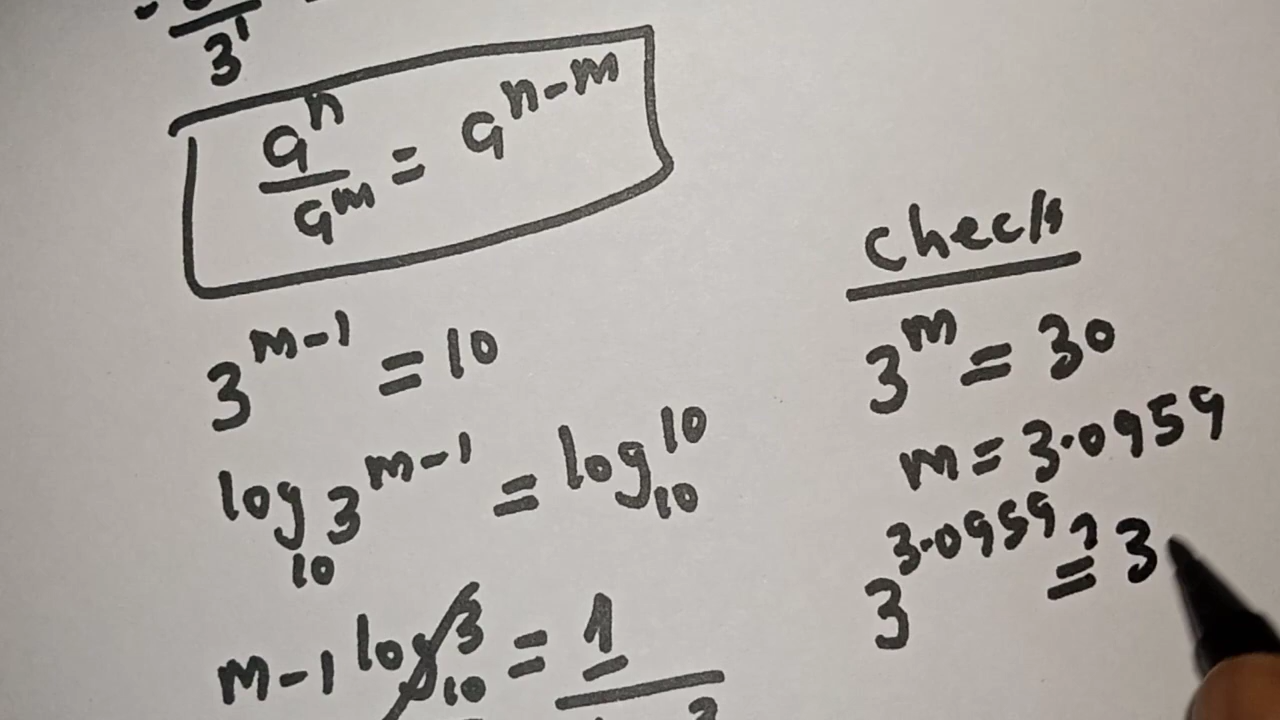 3¹
aⁿ/aᵐ = aⁿ⁻ᵐ
3ᵐ⁻¹ = 10
log₁₀ 3ᵐ⁻¹ = log₁₀ 10
m-1 log₁₀ 3 = 1
Check
3ᵐ = 30
m = 3.0959
3^3.0959 ?= 3